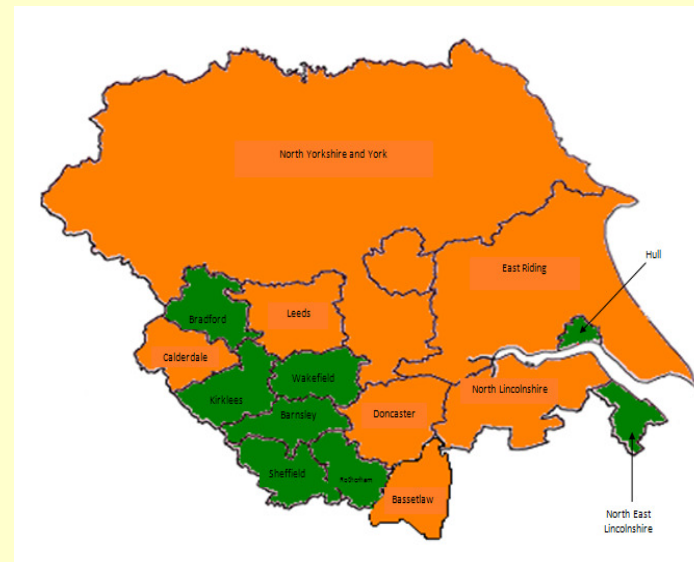 North Yorkshire and York
East Riding
Hull
Bradford
Leeds
Calderdale
Wakefield
Kirklees
North Lincolnshire
Barnsley
Doncaster
Sheffield
Rotherham
Bassetlaw
North East
Lincolnshire